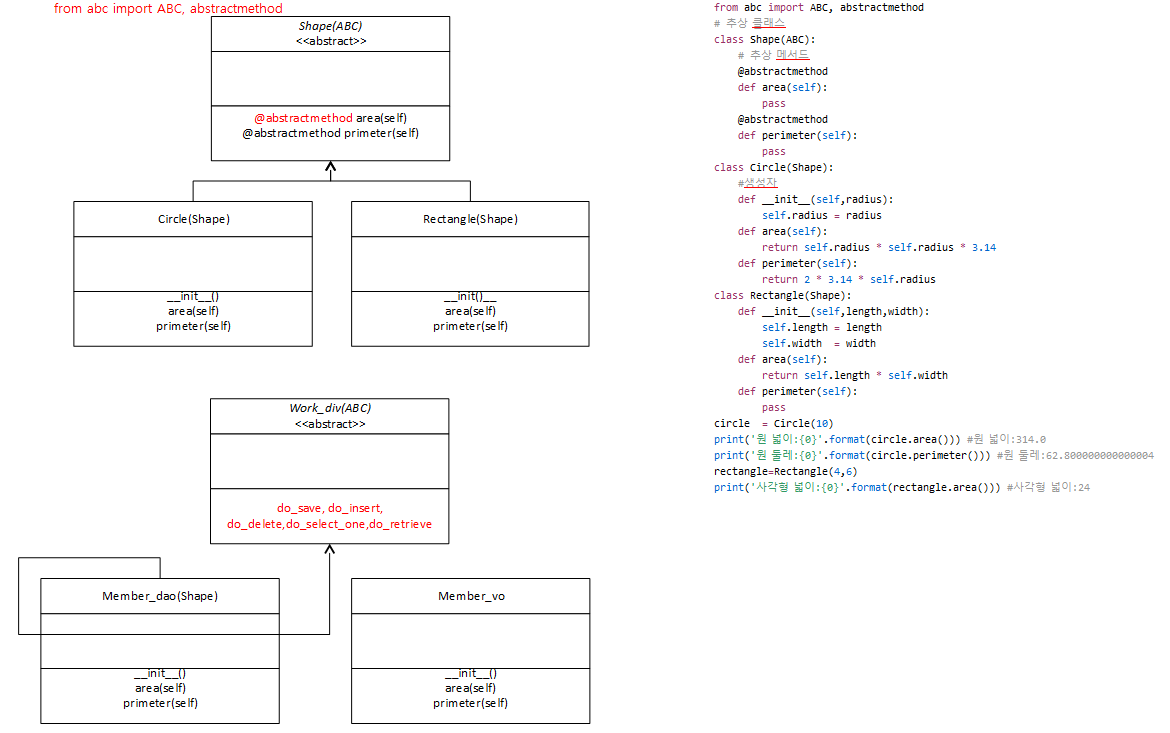 from abc import ABC, abstractmethod
Shape(ABC)
<<abstract>>
@abstractmethod area(self)
@abstractmethod primeter(self)
Circle(Shape)
__init__()
area(self)
primeter(self)
Rectangle(Shape)
__init()__
area(self)
primeter(self)
Work_div(ABC)
<<abstract>>
do_save, do_insert,
do_delete,do_select_one,do_retrieve
Member_dao(Shape)
__init__()
area(self)
primeter(self)
Member_vo
__init__()
area(self)
primeter(self)
from abc import ABC, abstractmethod
# 추상 클래스
class Shape(ABC):
    # 추상 메서드
    @abstractmethod
    def area(self):
        pass
    @abstractmethod
    def perimeter(self):
        pass
class Circle(Shape):
    #생성자
    def __init__(self,radius):
        self.radius = radius
    def area(self):
        return self.radius * self.radius * 3.14
    def perimeter(self):
        return 2 * 3.14 * self.radius
class Rectangle(Shape):
    def __init__(self,length,width):
        self.length = length
        self.width  = width
    def area(self):
        return self.length * self.width
    def perimeter(self):
        pass
circle  = Circle(10)
print('원 넓이:{0}'.format(circle.area())) #원 넓이:314.0
print('원 둘레:{0}'.format(circle.perimeter())) #원 둘레:62.800000000000004
rectangle=Rectangle(4,6)
print('사각형 넓이:{0}'.format(rectangle.area())) #사각형 넓이:24